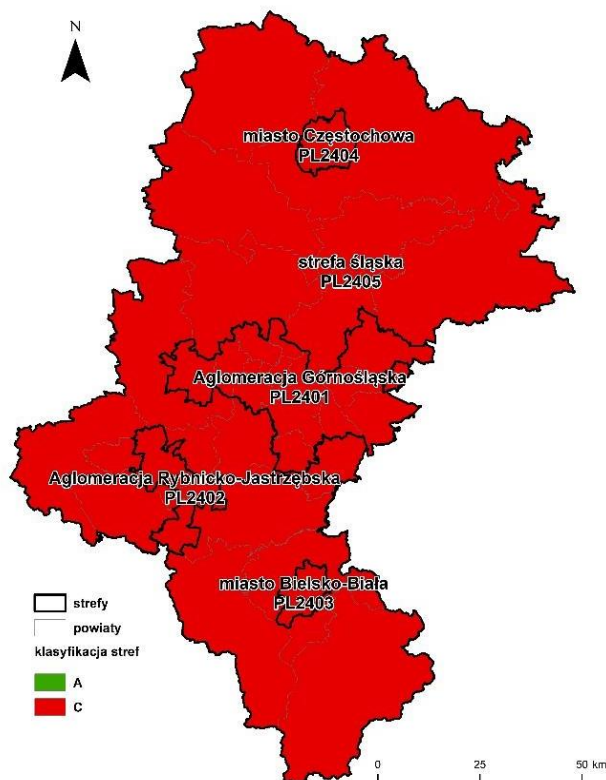 N
miasto Częstochowa
PL2404
strefa śląska
PL2405
Aglomeracja Górnośląska
PL2401
Aglomeracja Rybnicko-Jastrzębska
PL2402
miasto Bielsko-Biała
PL2403
strefy
powiaty
klasyfikacja stref
A
C
0 25 50 km